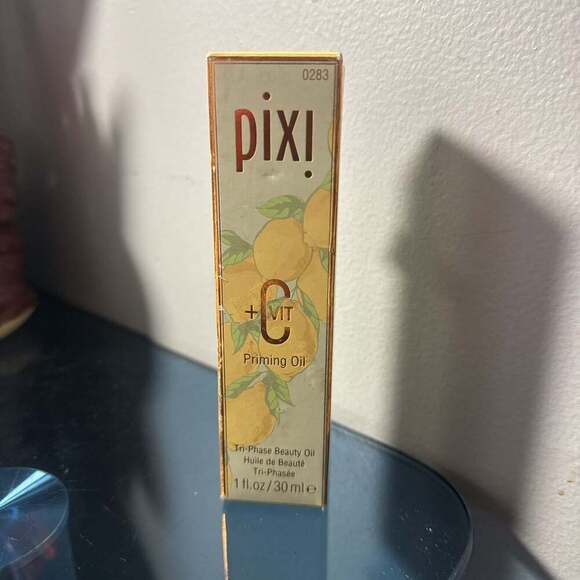 0283
pixi
+C VIT
Priming Oil
Tri-Phase Beauty Oil
Huile de Beauté
Tri-Phasée
1 fl.oz/30 ml e